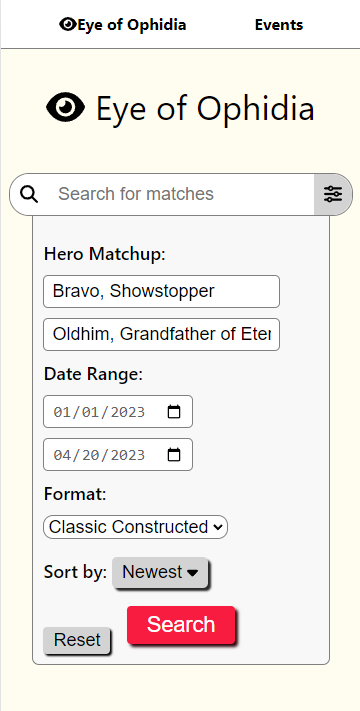 Eye of Ophidia Events
Eye of Ophidia
Search for matches
Hero Matchup:
Bravo, Showstopper
Oldhim, Grandfather of Eter
Date Range:
01/01/2023
04/20/2023
Format:
Classic Constructed
Sort by: Newest
Reset Search